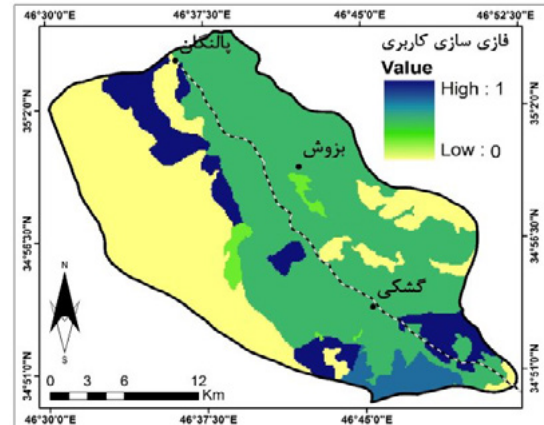 46°30'0"E 46°37'30"E 46°45'0"E 46°52'30"E
فازی سازی کاربری
Value
High : 1
Low : 0
پالنگان
بزوش
گشکی
35°2'0"N 35°2'0"N
34°56'30"N 34°56'30"N
34°51'0"N 34°51'0"N
N
S
0 3 6 12
Km
46°30'0"E 46°37'30"E 46°45'0"E 46°52'30"E